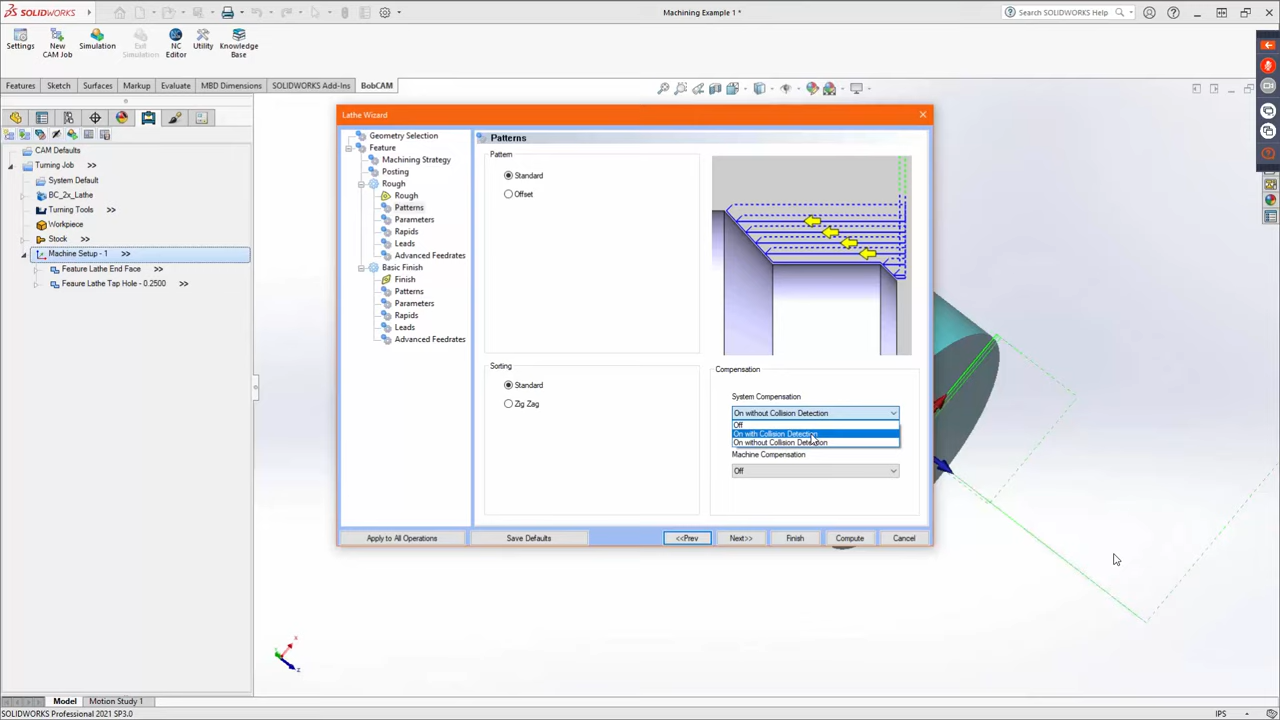 SOLIDWORKS
Machining Example 1 *
Search SOLIDWORKS Help
Settings
New
CAM Job
Simulation
Exit
Simulation
NC
Editor
Utility
Knowledge
Base
Features
Sketch
Surfaces
Markup
Evaluate
MBD Dimensions
SOLIDWORKS Add-Ins
BobCAM
CAM Defaults
Turning Job >>
System Default
BC_2x_Lathe
Turning Tools >>
Workpiece
Stock >>
Machine Setup - 1 >>
Feature Lathe End Face >>
Feaure Lathe Tap Hole - 0.2500 >>
Lathe Wizard
Geometry Selection
Feature
Machining Strategy
Posting
Rough
Rough
Patterns
Parameters
Rapids
Leads
Advanced Feedrates
Basic Finish
Finish
Patterns
Parameters
Rapids
Leads
Advanced Feedrates
Patterns
Pattern
Standard
Offset
Sorting
Standard
Zig Zag
Compensation
System Compensation
On without Collision Detection
Off
On with Collision Detection
On without Collision Detection
Machine Compensation
Off
Apply to All Operations
Save Defaults
<<Prev
Next>>
Finish
Compute
Cancel
X
Z
Model
Motion Study 1
SOLIDWORKS Professional 2021 SP3.0
IPS